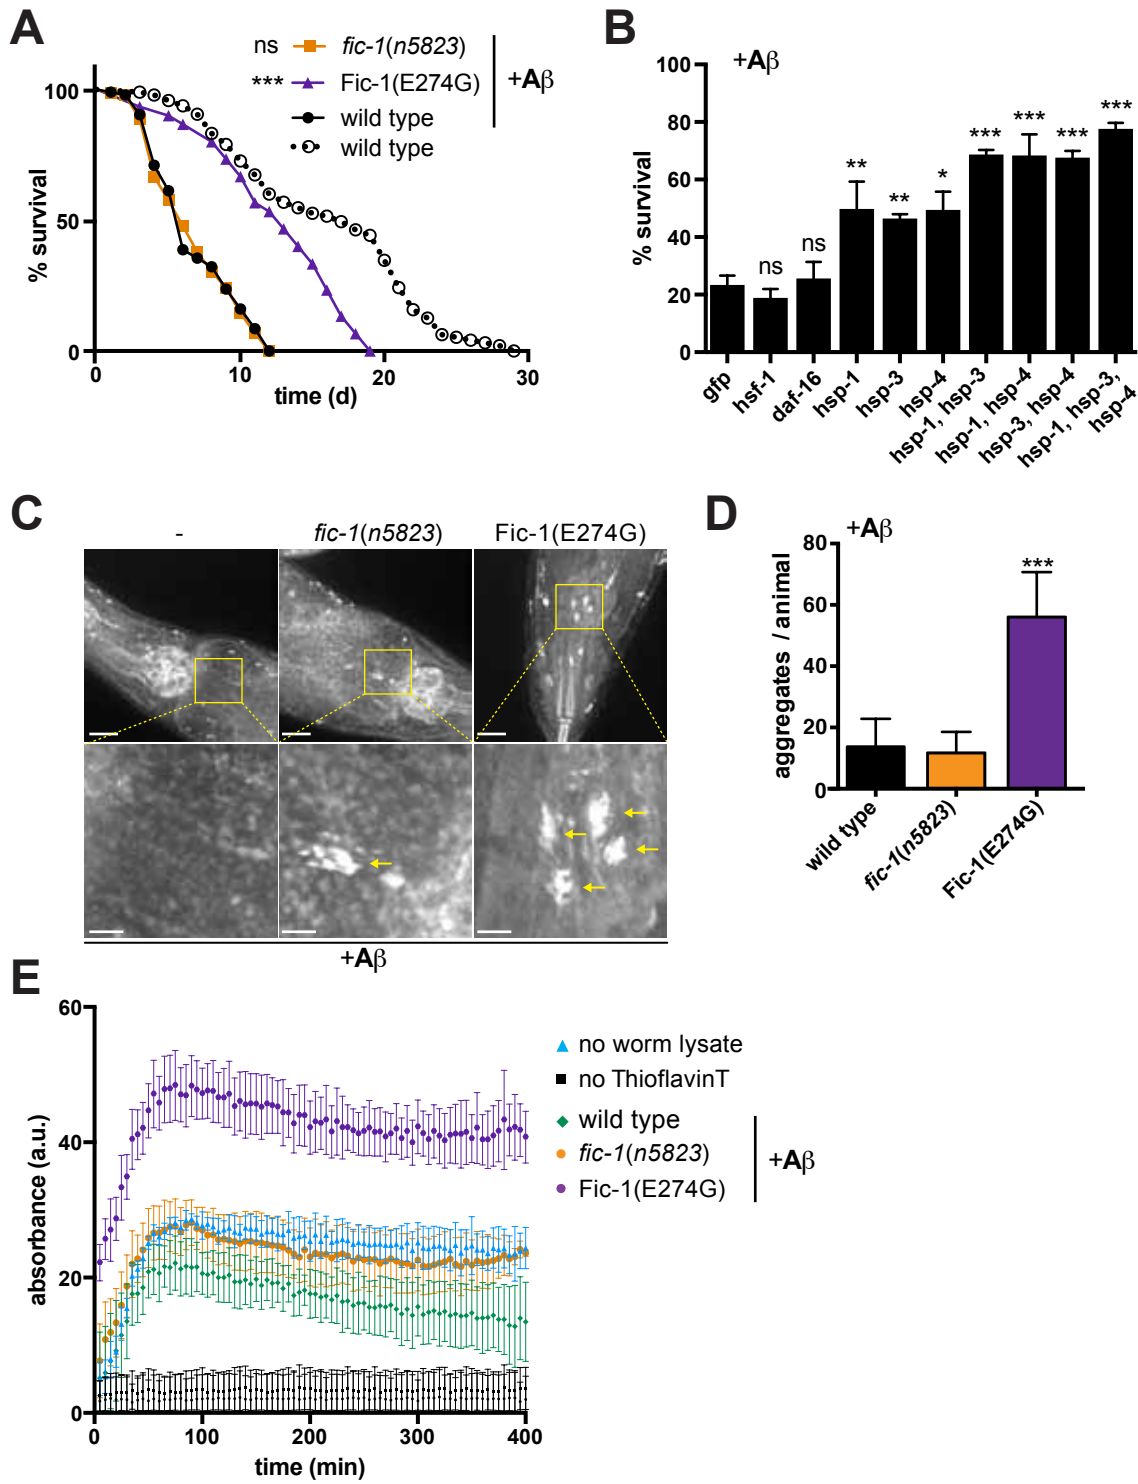 A
ns fic-1(n5823)
*** Fic-1(E274G)
wild type
wild type
+Aβ
% survival
100
50
0
0 10 20 30
time (d)
B
+Aβ
% survival
100
80
60
40
20
0
ns ns ** ** * *** *** *** ***
gfp
hsf-1
daf-16
hsp-1
hsp-3
hsp-4
hsp-1, hsp-3
hsp-1, hsp-4
hsp-3, hsp-4
hsp-1, hsp-3,
hsp-4
C
- fic-1(n5823) Fic-1(E274G)
+Aβ
D
+Aβ
aggregates / animal
80
60
40
20
0
***
wild type
fic-1(n5823)
Fic-1(E274G)
E
absorbance (a.u.)
60
40
20
0
0 100 200 300 400
time (min)
no worm lysate
no ThioflavinT
wild type
fic-1(n5823)
Fic-1(E274G)
+Aβ